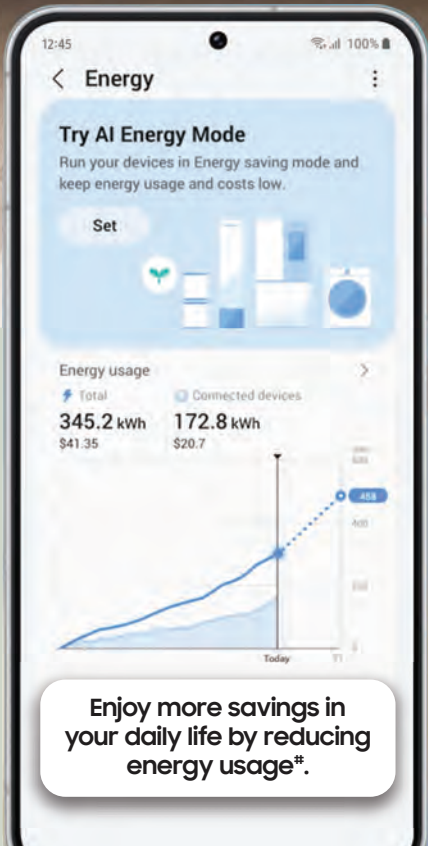 12:45 100%
Energy
Try AI Energy Mode
Run your devices in Energy saving mode and
keep energy usage and costs low.
Set
Energy usage
Total Connected devices
345.2 kWh 172.8 kWh
$41.35 $20.7
458
400
Today
Enjoy more savings in
your daily life by reducing
energy usage#.